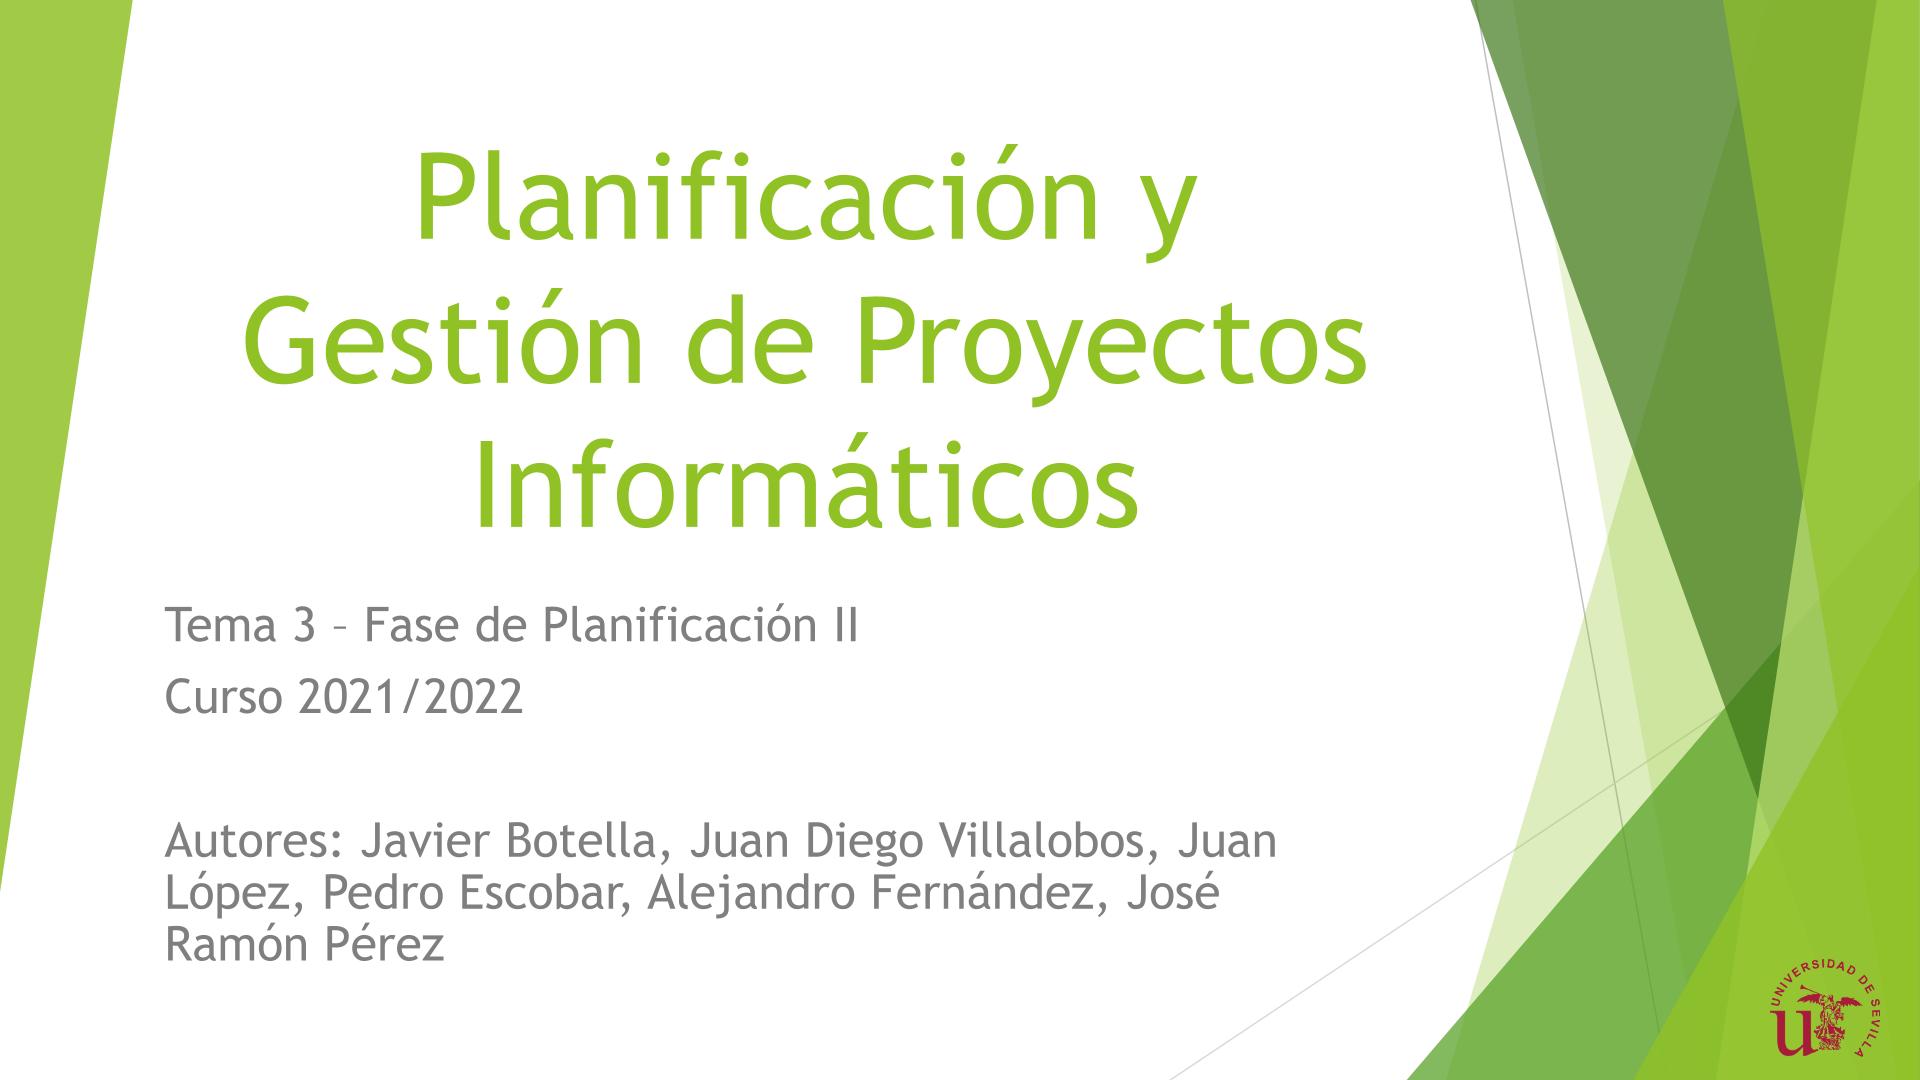 Planificación y
Gestión de Proyectos
Informáticos
Tema 3 – Fase de Planificación II
Curso 2021/2022
Autores: Javier Botella, Juan Diego Villalobos, Juan
López, Pedro Escobar, Alejandro Fernández, José
Ramón Pérez
UNIVERSIDAD DE SEVILLA
u